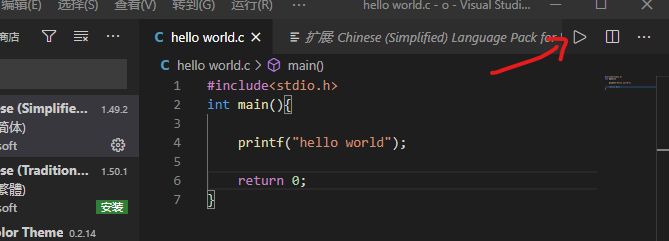 编辑(E) 选择(S) 查看(V) 转到(G) 运行(R) ... hello world.c - o - Visual Studi...
商店
hello world.c × 扩展: Chinese (Simplified) Language Pack for
hello world.c > main()
ese (Simplifie... 1.49.2
简体)
soft
ese (Tradition... 1.50.1
繁體)
soft 安装
olor Theme 0.2.14
1 #include<stdio.h>
2 int main(){
3
4 printf("hello world");
5
6 return 0;
7 }